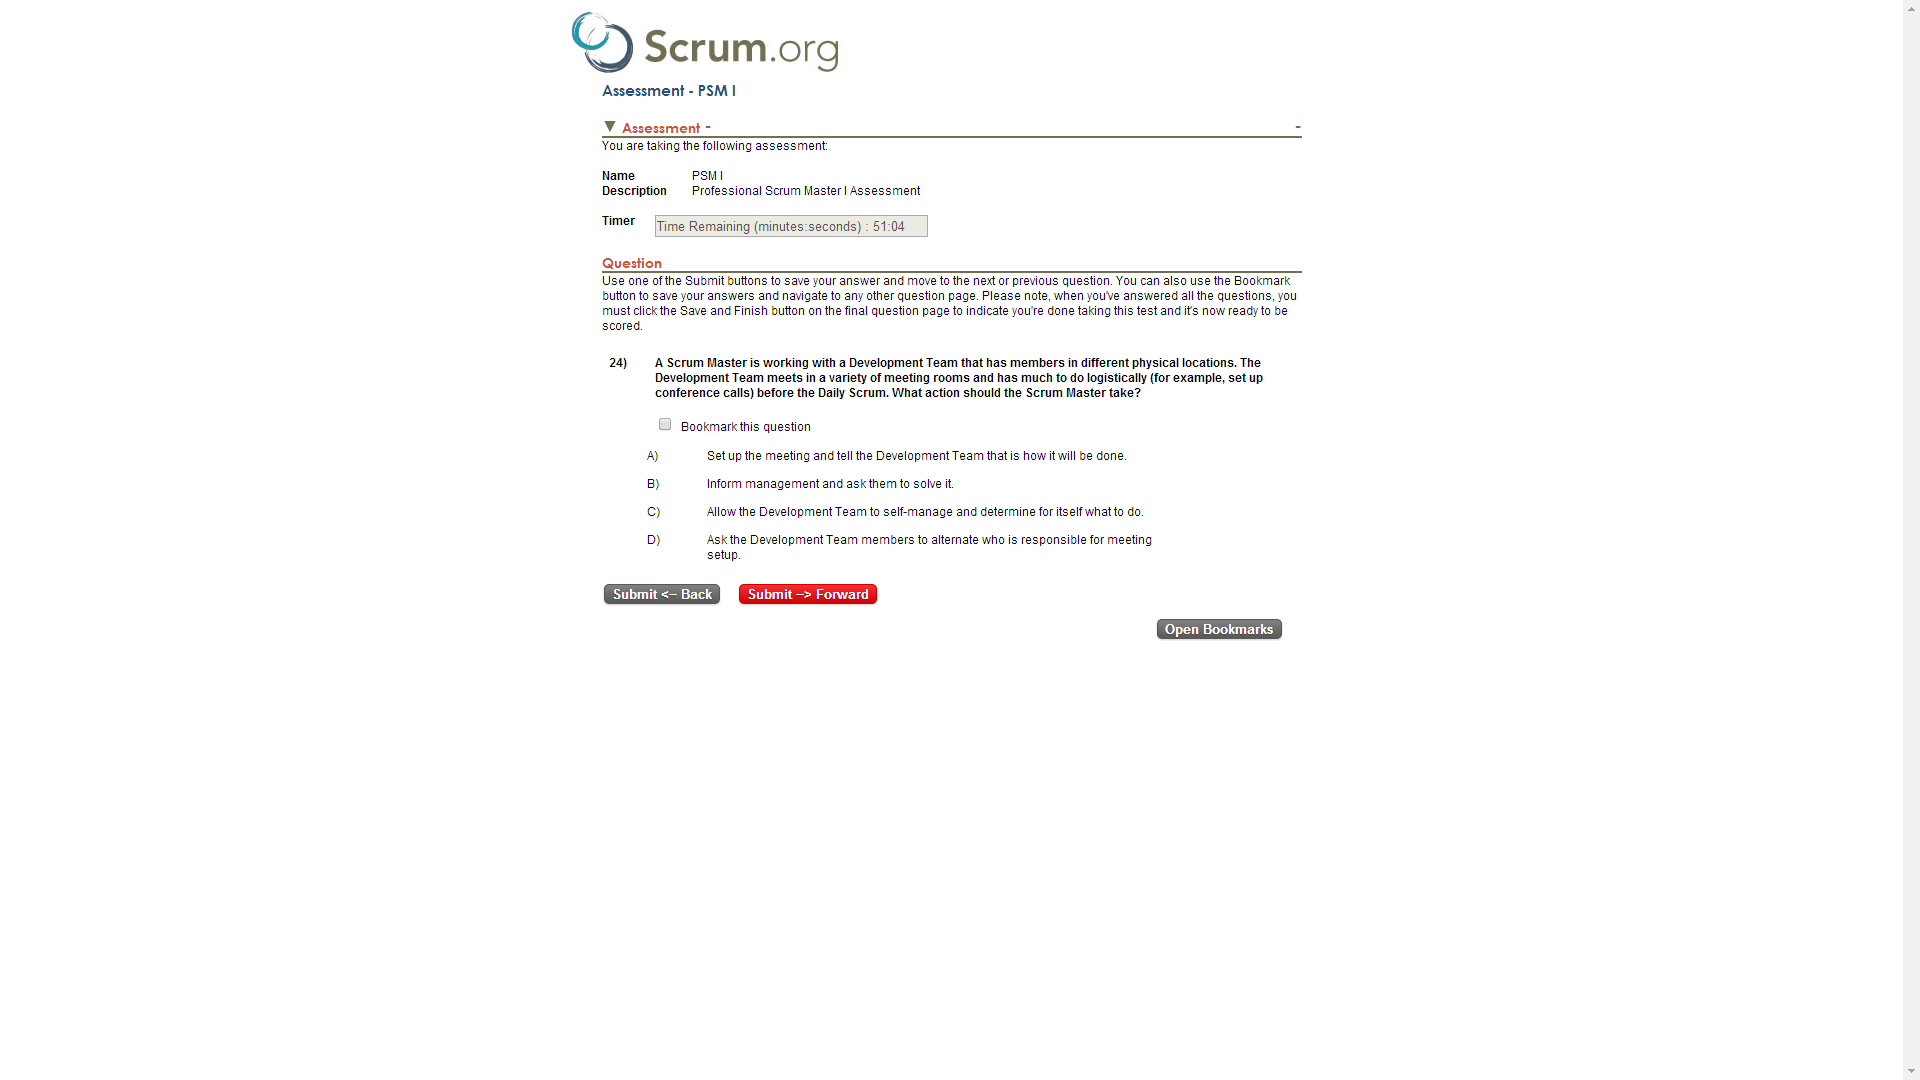 Scrum.org
Assessment - PSM I
▼ Assessment - -
You are taking the following assessment:
Name PSM I
Description Professional Scrum Master I Assessment
Timer Time Remaining (minutes:seconds) : 51:04
Question
Use one of the Submit buttons to save your answer and move to the next or previous question. You can also use the Bookmark
button to save your answers and navigate to any other question page. Please note, when you've answered all the questions, you
must click the Save and Finish button on the final question page to indicate you're done taking this test and it's now ready to be
scored.
24) A Scrum Master is working with a Development Team that has members in different physical locations. The
Development Team meets in a variety of meeting rooms and has much to do logistically (for example, set up
conference calls) before the Daily Scrum. What action should the Scrum Master take?
Bookmark this question
A) Set up the meeting and tell the Development Team that is how it will be done.
B) Inform management and ask them to solve it.
C) Allow the Development Team to self-manage and determine for itself what to do.
D) Ask the Development Team members to alternate who is responsible for meeting
setup.
Submit <-- Back Submit --> Forward
Open Bookmarks